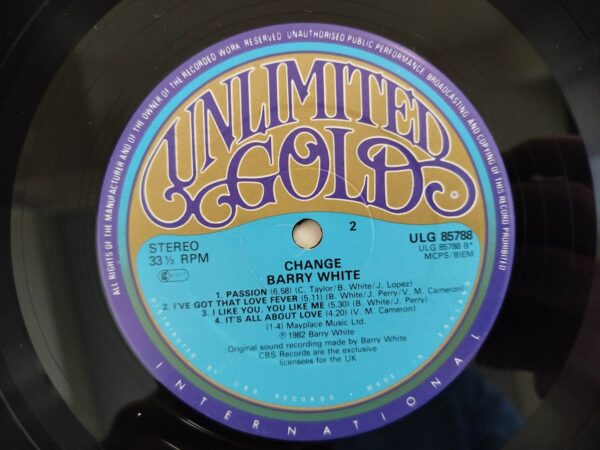 ALL RIGHTS OF THE MANUFACTURER AND OF THE OWNER OF THE RECORDED WORK RESERVED. UNAUTHORISED PUBLIC PERFORMANCE, BROADCASTING AND COPYING OF THIS RECORD PROHIBITED
UNLIMITED
GOLD
2
STEREO
33⅓ RPM
ULG 85788
ULG 85788 B*
MCPS/BIEM
CHANGE
BARRY WHITE
1. PASSION (6.58) (C. Taylor/B. White/J. Lopez)
2. I'VE GOT THAT LOVE FEVER (5.11) (B. White/J. Perry/V. M. Cameron)
3. I LIKE YOU, YOU LIKE ME (5.30) (B. White/J. Perry)
4. IT'S ALL ABOUT LOVE (4.20) (V. M. Cameron)
(1-4) Mayplace Music Ltd.
℗ 1982 Barry White
Original sound recording made by Barry White
CBS Records are the exclusive
licensees for the UK
DISTRIBUTED BY CBS RECORDS • MADE IN ENGLAND
INTERNATIONAL